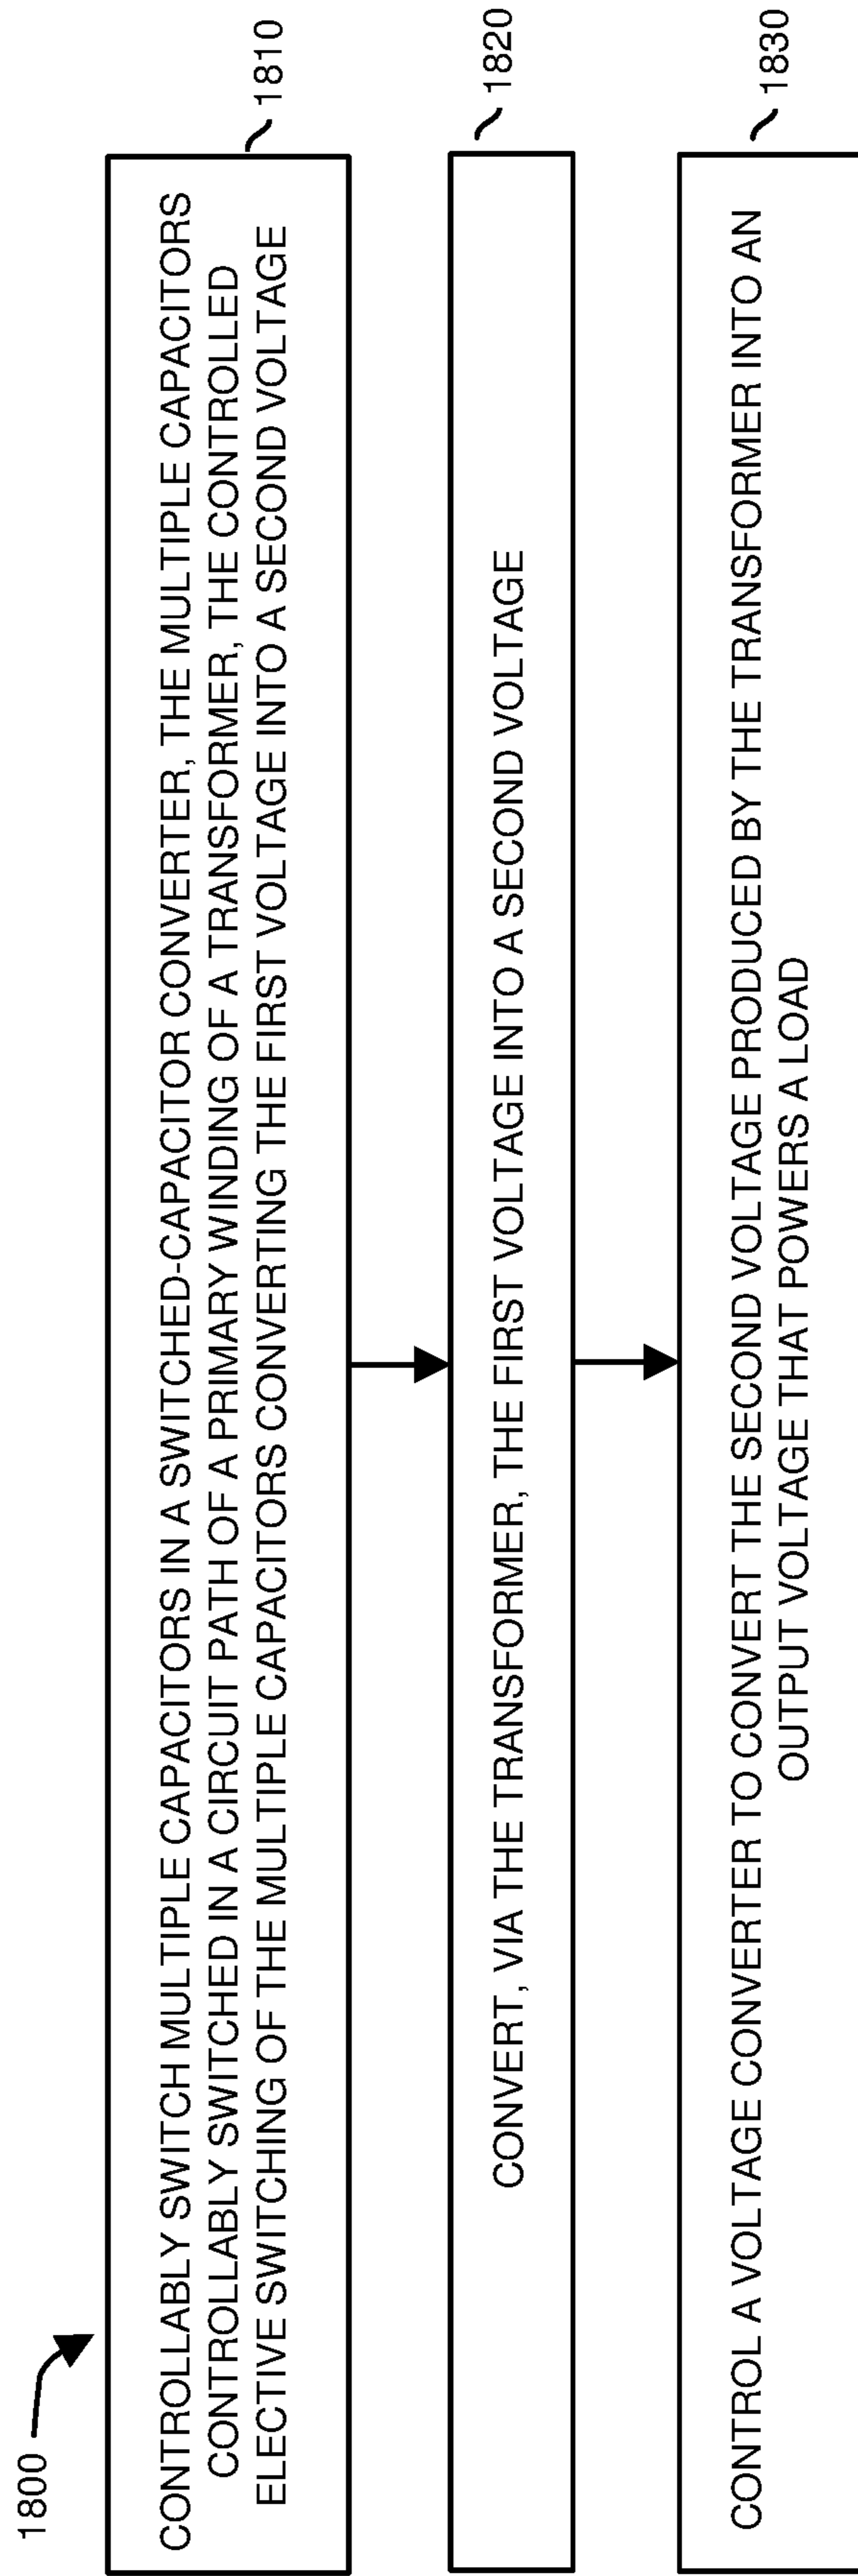 1800
CONTROLLABLY SWITCH MULTIPLE CAPACITORS IN A SWITCHED-CAPACITOR CONVERTER, THE MULTIPLE CAPACITORS
CONTROLLABLY SWITCHED IN A CIRCUIT PATH OF A PRIMARY WINDING OF A TRANSFORMER, THE CONTROLLED
ELECTIVE SWITCHING OF THE MULTIPLE CAPACITORS CONVERTING THE FIRST VOLTAGE INTO A SECOND VOLTAGE
1810
CONVERT, VIA THE TRANSFORMER, THE FIRST VOLTAGE INTO A SECOND VOLTAGE
1820
CONTROL A VOLTAGE CONVERTER TO CONVERT THE SECOND VOLTAGE PRODUCED BY THE TRANSFORMER INTO AN
OUTPUT VOLTAGE THAT POWERS A LOAD
1830